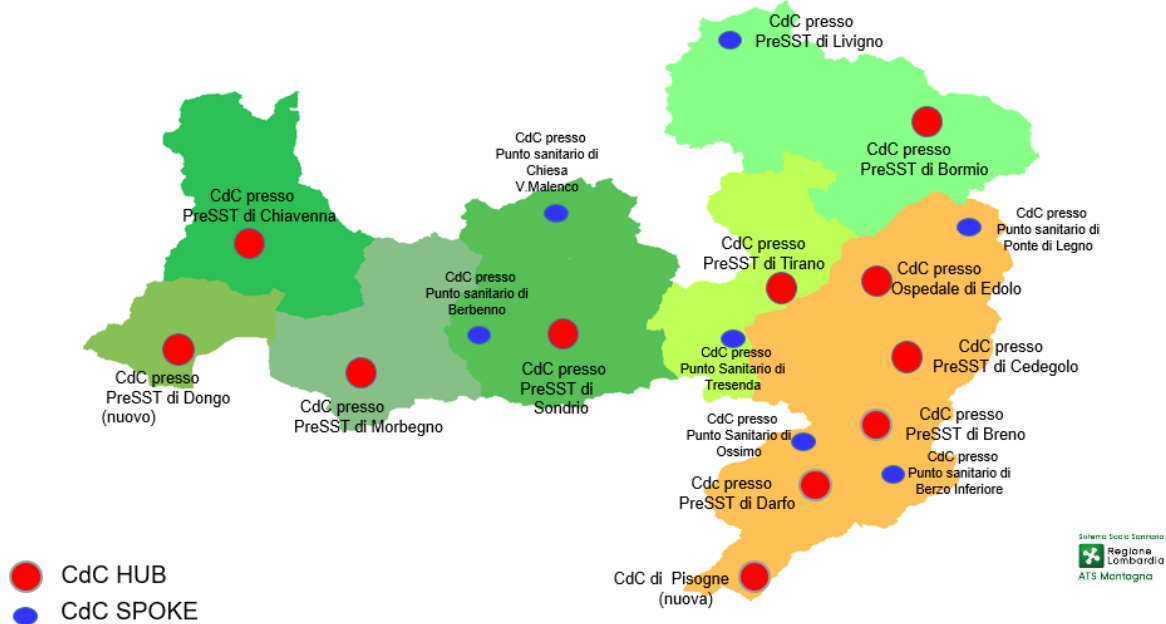 CdC presso
PreSST di Livigno
CdC presso
PreSST di Bormio
CdC presso
Punto sanitario di
Chiesa
V.Malenco
CdC presso
PreSST di Chiavenna
CdC presso
Punto sanitario di
Ponte di Legno
CdC presso
PreSST di Tirano
CdC presso
Ospedale di Edolo
CdC presso
Punto sanitario di
Berbenno
CdC presso
PreSST di Dongo
(nuovo)
CdC presso
PreSST di Morbegno
CdC presso
PreSST di
Sondrio
CdC presso
Punto Sanitario di
Tresenda
CdC presso
PreSST di Cedegolo
CdC presso
Punto Sanitario di
Ossimo
CdC presso
PreSST di Breno
CdC presso
Punto sanitario di
Berzo Inferiore
Cdc presso
PreSST di Darfo
CdC di Pisogne
(nuova)
CdC HUB
CdC SPOKE
Sistema Socio Sanitario
Regione
Lombardia
ATS Montagna